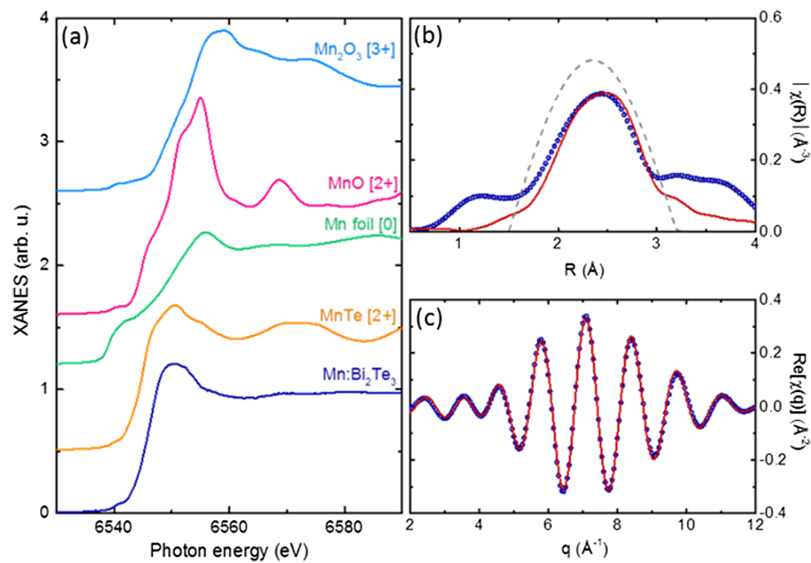 (a)
XANES (arb. u.)
4
3
2
1
0
Mn₂O₃ [3+]
MnO [2+]
Mn foil [0]
MnTe [2+]
Mn:Bi₂Te₃
6540 6560 6580
Photon energy (eV)
(b)
0.6
0.4
0.2
0.0
| χ(R)| (Å⁻³)
1 2 3 4
R (Å)
(c)
0.4
0.2
0.0
-0.2
-0.4
Re[χ(q)] (Å⁻²)
2 4 6 8 10 12
q (Å⁻¹)